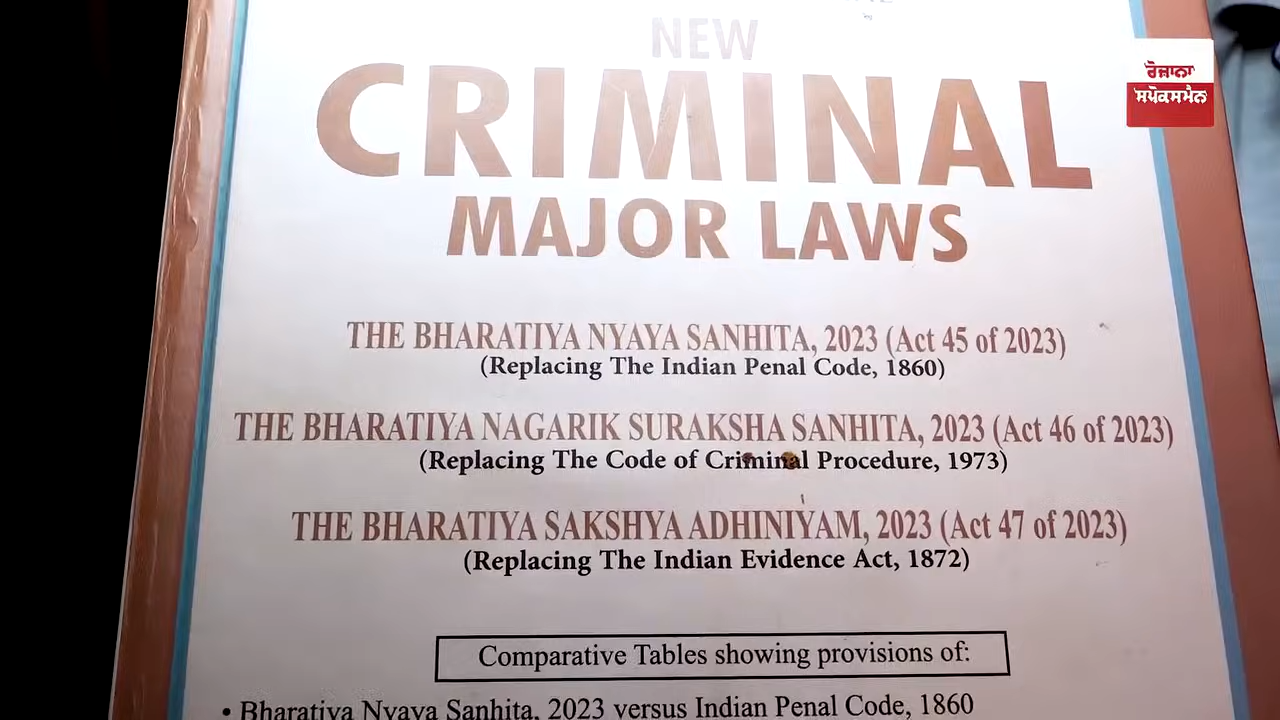 NEW
CRIMINAL
MAJOR LAWS
ਰੋਜ਼ਾਨਾ
ਸਪੋਕਸਮੈਨ
THE BHARATIYA NYAYA SANHITA, 2023 (Act 45 of 2023)
(Replacing The Indian Penal Code, 1860)
THE BHARATIYA NAGARIK SURAKSHA SANHITA, 2023 (Act 46 of 2023)
(Replacing The Code of Criminal Procedure, 1973)
THE BHARATIYA SAKSHYA ADHINIYAM, 2023 (Act 47 of 2023)
(Replacing The Indian Evidence Act, 1872)
Comparative Tables showing provisions of:
• Bharatiya Nyaya Sanhita, 2023 versus Indian Penal Code, 1860